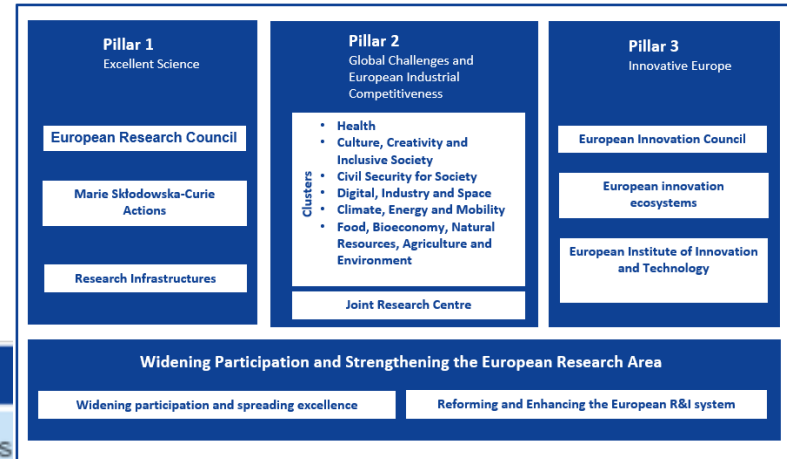 Pillar 1
Excellent Science
European Research Council
Marie Skłodowska-Curie
Actions
Research Infrastructures
Pillar 2
Global Challenges and
European Industrial
Competitiveness
Clusters
• Health
• Culture, Creativity and
Inclusive Society
• Civil Security for Society
• Digital, Industry and Space
• Climate, Energy and Mobility
• Food, Bioeconomy, Natural
Resources, Agriculture and
Environment
Joint Research Centre
Pillar 3
Innovative Europe
European Innovation Council
European innovation
ecosystems
European Institute of Innovation
and Technology
Widening Participation and Strengthening the European Research Area
Widening participation and spreading excellence
Reforming and Enhancing the European R&I system
s